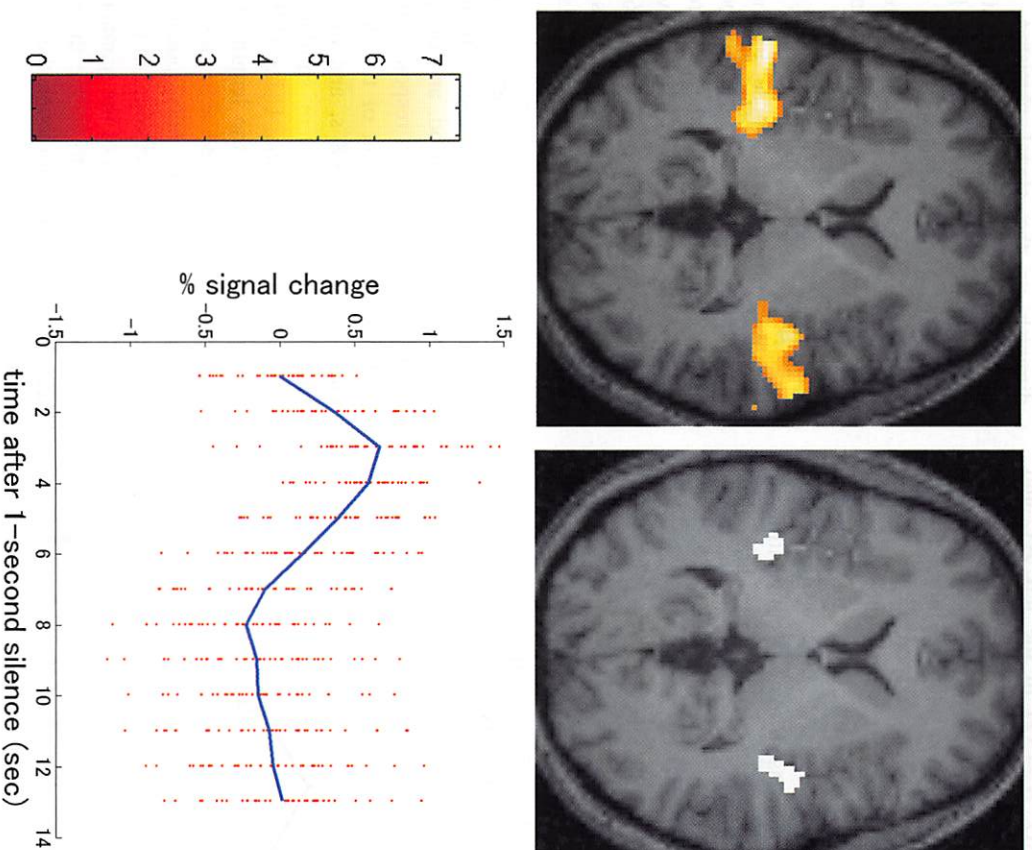 0 1 2 3 4 5 6 7
% signal change
-1.5 -1 -0.5 0 0.5 1 1.5
0 2 4 6 8 10 12 14
time after 1-second silence (sec)